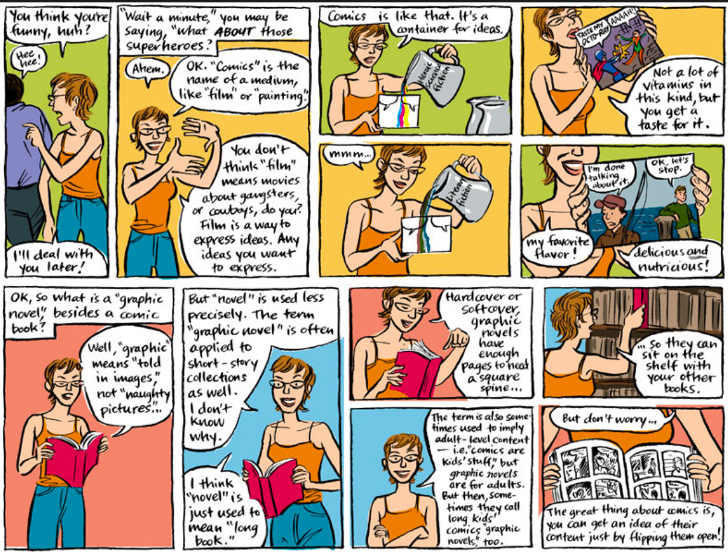 You think you're
funny, huh?
Hee
hee!
I'll deal with
you later!
"Wait a minute," you may be
saying, "what ABOUT those
superheroes?
Ahem.
OK. "Comics" is the
name of a medium,
like "film" or "painting."
You don't
think "film"
means movies
about gangsters,
or cowboys, do you?
Film is a way to
express ideas. Any
ideas you want
to express.
Comics is like that. It's a
container for ideas.
science
fiction
TASTE MY
OCTO-RAY
AAAAH!!
Not a lot of
vitamins in
this kind, but
you get a
taste for it.
mmm...
Literary
fiction
I'm done
talking
about it.
OK, let's
stop.
my favorite
flavor!
delicious and
nutricious!
OK, so what is a "graphic
novel," besides a comic
book?
Well, "graphic"
means "told
in images,"
not "naughty
pictures"...
But "novel" is used less
precisely. The term
"graphic novel" is often
applied to
short-story
collections
as well.
I don't
know
why.
I think
"novel" is
just used to
mean "long
book."
Hardcover or
softcover,
graphic
novels
have
enough
pages to need
a square
spine...
... so they can
sit on the
shelf with
your other
books.
The term is also some-
times used to imply
adult-level content
— i.e. "comics are
kids' stuff," but
graphic novels
are for adults.
But then, some-
times they call
long kids'
comics "graphic
novels," too.
But don't worry...
The great thing about comics is,
you can get an idea of their
content just by flipping them open!